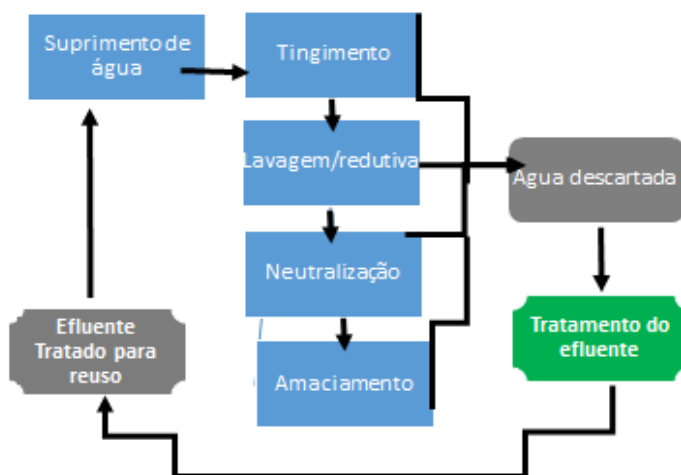 Suprimento de
água
Tingimento
Lavagem/redutiva
Água descartada
Neutralização
Efluente
Tratado para
reuso
Tratamento do
efluente
Amaciamento